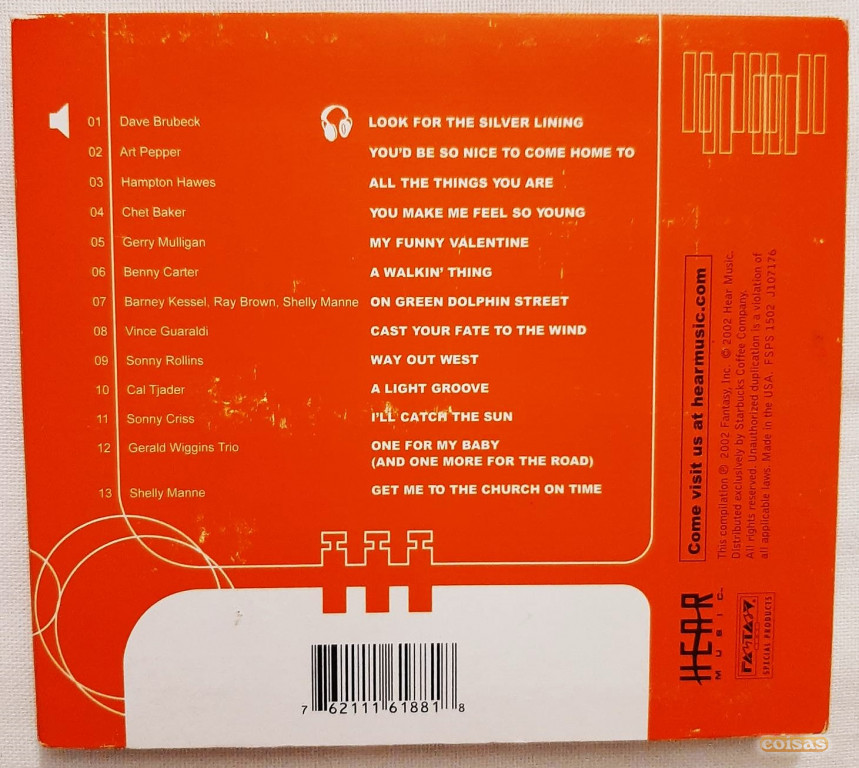 01 Dave Brubeck LOOK FOR THE SILVER LINING
02 Art Pepper YOU'D BE SO NICE TO COME HOME TO
03 Hampton Hawes ALL THE THINGS YOU ARE
04 Chet Baker YOU MAKE ME FEEL SO YOUNG
05 Gerry Mulligan MY FUNNY VALENTINE
06 Benny Carter A WALKIN' THING
07 Barney Kessel, Ray Brown, Shelly Manne ON GREEN DOLPHIN STREET
08 Vince Guaraldi CAST YOUR FATE TO THE WIND
09 Sonny Rollins WAY OUT WEST
10 Cal Tjader A LIGHT GROOVE
11 Sonny Criss I'LL CATCH THE SUN
12 Gerald Wiggins Trio ONE FOR MY BABY
(AND ONE MORE FOR THE ROAD)
13 Shelly Manne GET ME TO THE CHURCH ON TIME
7 62111 61881 8
Come visit us at hearmusic.com
This compilation ℗ 2002 Fantasy, Inc. © 2002 Hear Music.
Distributed exclusively by Starbucks Coffee Company.
All rights reserved. Unauthorized duplication is a violation of
all applicable laws. Made in the USA. FSPS 1502 J107176
HEAR
MUSIC.
FANTASY
SPECIAL PRODUCTS
coisas